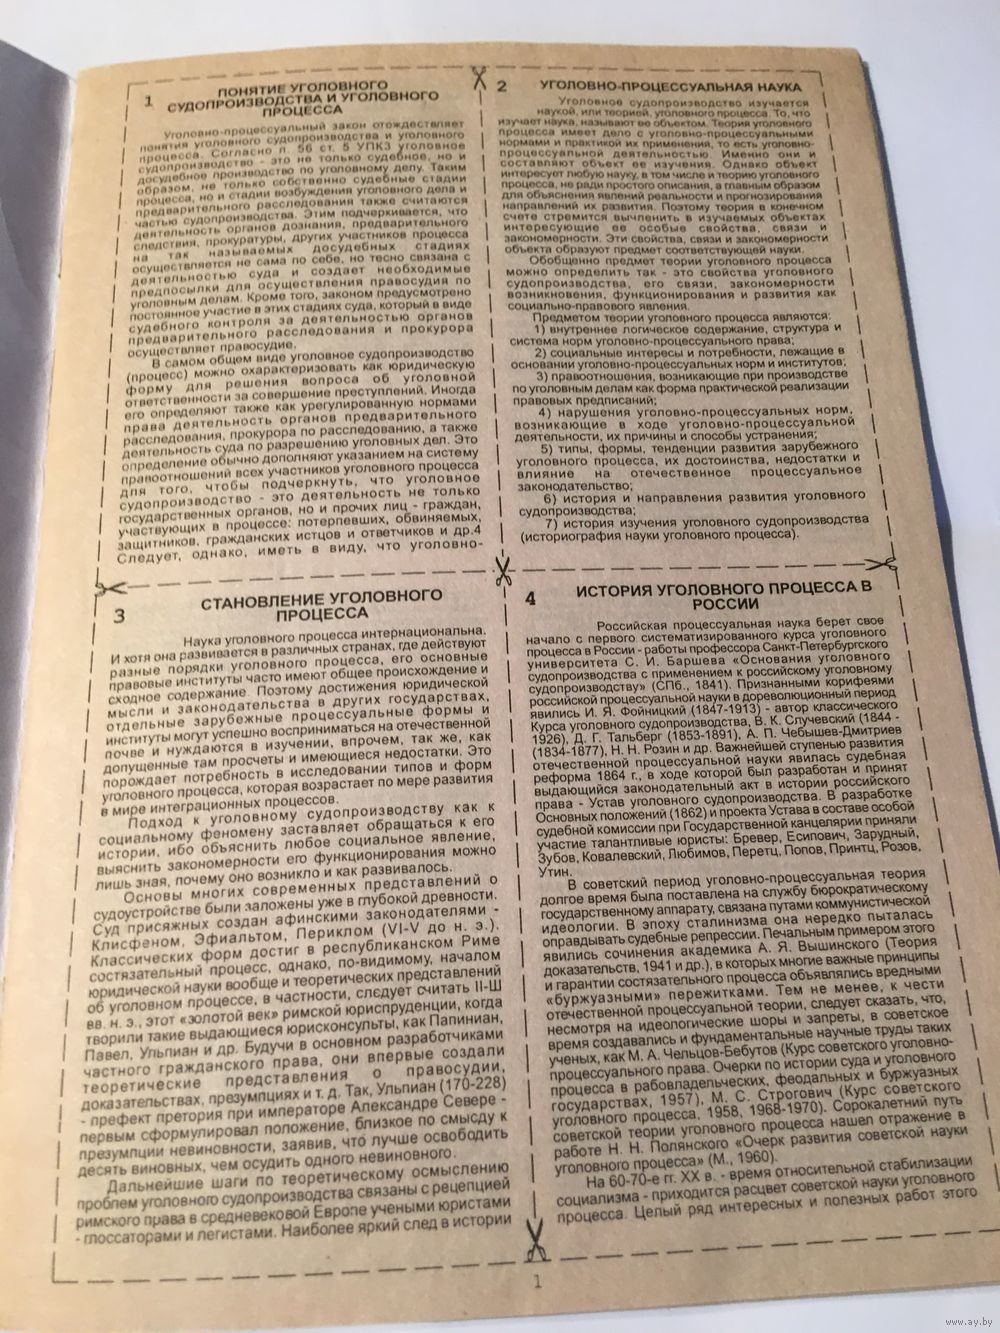 1
ПОНЯТИЕ УГОЛОВНОГО
СУДОПРОИЗВОДСТВА И УГОЛОВНОГО
ПРОЦЕССА
Уголовно-процессуальный закон отождествляет
понятия уголовного судопроизводства и уголовного
процесса. Согласно п. 56 ст. 5 УПКЗ уголовное
судопроизводство - это не только судебное, но и
досудебное производство по уголовному делу. Таким
образом, не только собственно судебные стадии
процесса, но и стадии возбуждения уголовного дела и
предварительного расследования также считаются
частью судопроизводства. Этим подчеркивается, что
деятельность органов дознания, предварительного
следствия, прокуратуры, других участников процесса
на так называемых досудебных стадиях
осуществляется не сама по себе, но тесно связана с
деятельностью суда и создает необходимые
предпосылки для осуществления правосудия по
уголовным делам. Кроме того, законом предусмотрено
постоянное участие в этих стадиях суда, который в виде
судебного контроля за деятельностью органов
предварительного расследования и прокурора
осуществляет правосудие.
В самом общем виде уголовное судопроизводство
(процесс) можно охарактеризовать как юридическую
форму для решения вопроса об уголовной
ответственности за совершение преступлений. Иногда
его определяют также как урегулированную нормами
права деятельность органов предварительного
расследования, прокурора по расследованию, а также
деятельность суда по разрешению уголовных дел. Это
определение обычно дополняют указанием на систему
правоотношений всех участников уголовного процесса
для того, чтобы подчеркнуть, что уголовное
судопроизводство - это деятельность не только
государственных органов, но и прочих лиц - граждан,
участвующих в процессе: потерпевших, обвиняемых,
защитников, гражданских истцов и ответчиков и др.4
Следует, однако, иметь в виду, что уголовно-
2
УГОЛОВНО-ПРОЦЕССУАЛЬНАЯ НАУКА
Уголовное судопроизводство изучается
наукой, или теорией, уголовного процесса. То, что
изучает наука, называют ее объектом. Теория уголовного
процесса имеет дело с уголовно-процессуальными
нормами и практикой их применения, то есть уголовно-
процессуальной деятельностью. Именно они и
составляют объект ее изучения. Однако объект
интересует любую науку, в том числе и теорию уголовного
процесса, не ради простого описания, а главным образом
для объяснения явлений реальности и прогнозирования
направлений их развития. Поэтому теория в конечном
счете стремится вычленить в изучаемых объектах
интересующие ее особые свойства, связи и
закономерности. Эти свойства, связи и закономерности
объекта образуют предмет соответствующей науки.
Обобщенно предмет теории уголовного процесса
можно определить так - это свойства уголовного
судопроизводства, его связи, закономерности
возникновения, функционирования и развития как
социально-правового явления.
Предметом теории уголовного процесса являются:
1) внутреннее логическое содержание, структура и
система норм уголовно-процессуального права;
2) социальные интересы и потребности, лежащие в
основании уголовно-процессуальных норм и институтов;
3) правоотношения, возникающие при производстве
по уголовным делам как форма практической реализации
правовых предписаний;
4) нарушения уголовно-процессуальных норм,
возникающие в ходе уголовно-процессуальной
деятельности, их причины и способы устранения;
5) типы, формы, тенденции развития зарубежного
уголовного процесса, их достоинства, недостатки и
влияние на отечественное процессуальное
законодательство;
6) история и направления развития уголовного
судопроизводства;
7) история изучения уголовного судопроизводства
(историография науки уголовного процесса).
3
СТАНОВЛЕНИЕ УГОЛОВНОГО
ПРОЦЕССА
Наука уголовного процесса интернациональна.
И хотя она развивается в различных странах, где действуют
разные порядки уголовного процесса, его основные
правовые институты часто имеют общее происхождение и
сходное содержание. Поэтому достижения юридической
мысли и законодательства в других государствах,
отдельные зарубежные процессуальные формы и
институты могут успешно восприниматься на отечественной
почве и нуждаются в изучении, впрочем, так же, как
допущенные там просчеты и имеющиеся недостатки. Это
порождает потребность в исследовании типов и форм
уголовного процесса, которая возрастает по мере развития
в мире интеграционных процессов.
Подход к уголовному судопроизводству как к
социальному феномену заставляет обращаться к его
истории, ибо объяснить любое социальное явление,
выяснить закономерности его функционирования можно
лишь зная, почему оно возникло и как развивалось.
Основы многих современных представлений о
судоустройстве были заложены уже в глубокой древности.
Суд присяжных создан афинскими законодателями -
Клисфеном, Эфиальтом, Периклом (VI-V до н. э.).
Классических форм достиг в республиканском Риме
состязательный процесс, однако, по-видимому, началом
юридической науки вообще и теоретических представлений
об уголовном процессе, в частности, следует считать II-Ш
вв. н. э., этот «золотой век» римской юриспруденции, когда
творили такие выдающиеся юрисконсульты, как Папиниан,
Павел, Ульпиан и др. Будучи в основном разработчиками
частного гражданского права, они впервые создали
теоретические представления о правосудии,
доказательствах, презумпциях и т. д. Так, Ульпиан (170-228)
- префект претория при императоре Александре Севере -
первым сформулировал положение, близкое по смыслу к
презумпции невиновности, заявив, что лучше освободить
десять виновных, чем осудить одного невиновного.
Дальнейшие шаги по теоретическому осмыслению
проблем уголовного судопроизводства связаны с рецепцией
римского права в средневековой Европе учеными юристами
- глоссаторами и легистами. Наиболее яркий след в истории
4
ИСТОРИЯ УГОЛОВНОГО ПРОЦЕССА В
РОССИИ
Российская процессуальная наука берет свое
начало с первого систематизированного курса уголовного
процесса в России - работы профессора Санкт-Петербургского
университета С. И. Баршева «Основания уголовного
судопроизводства с применением к российскому уголовному
судопроизводству» (СПб., 1841). Признанными корифеями
российской процессуальной науки в дореволюционный период
явились И. Я. Фойницкий (1847-1913) - автор классического
Курса уголовного судопроизводства, В. К. Случевский (1844 -
1926), Д. Г. Тальберг (1853-1891), А. П. Чебышев-Дмитриев
(1834-1877), Н. Н. Розин и др. Важнейшей ступенью развития
отечественной процессуальной науки явилась судебная
реформа 1864 г., в ходе которой был разработан и принят
выдающийся законодательный акт в истории российского
права - Устав уголовного судопроизводства. В разработке
Основных положений (1862) и проекта Устава в составе особой
судебной комиссии при Государственной канцелярии приняли
участие талантливые юристы: Бревер, Есипович, Зарудный,
Зубов, Ковалевский, Любимов, Перетц, Попов, Принтц, Розов,
Утин.
В советский период уголовно-процессуальная теория
долгое время была поставлена на службу бюрократическому
государственному аппарату, связана путами коммунистической
идеологии. В эпоху сталинизма она нередко пыталась
оправдывать судебные репрессии. Печальным примером этого
явились сочинения академика А. Я. Вышинского (Теория
доказательств, 1941 и др.), в которых многие важные принципы
и гарантии состязательного процесса объявлялись вредными
«буржуазными» пережитками. Тем не менее, к чести
отечественной процессуальной теории, следует сказать, что,
несмотря на идеологические шоры и запреты, в советское
время создавались и фундаментальные научные труды таких
ученых, как М. А. Чельцов-Бебутов (Курс советского уголовно-
процессуального права. Очерки по истории суда и уголовного
процесса в рабовладельческих, феодальных и буржуазных
государствах, 1957), М. С. Строгович (Курс советского
уголовного процесса, 1958, 1968-1970). Сорокалетний путь
советской теории уголовного процесса нашел отражение в
работе Н. Н. Полянского «Очерк развития советской науки
уголовного процесса» (М., 1960).
На 60-70-е гг. XX в. - время относительной стабилизации
социализма - приходится расцвет советской науки уголовного
процесса. Целый ряд интересных и полезных работ этого
1
www.ay.by